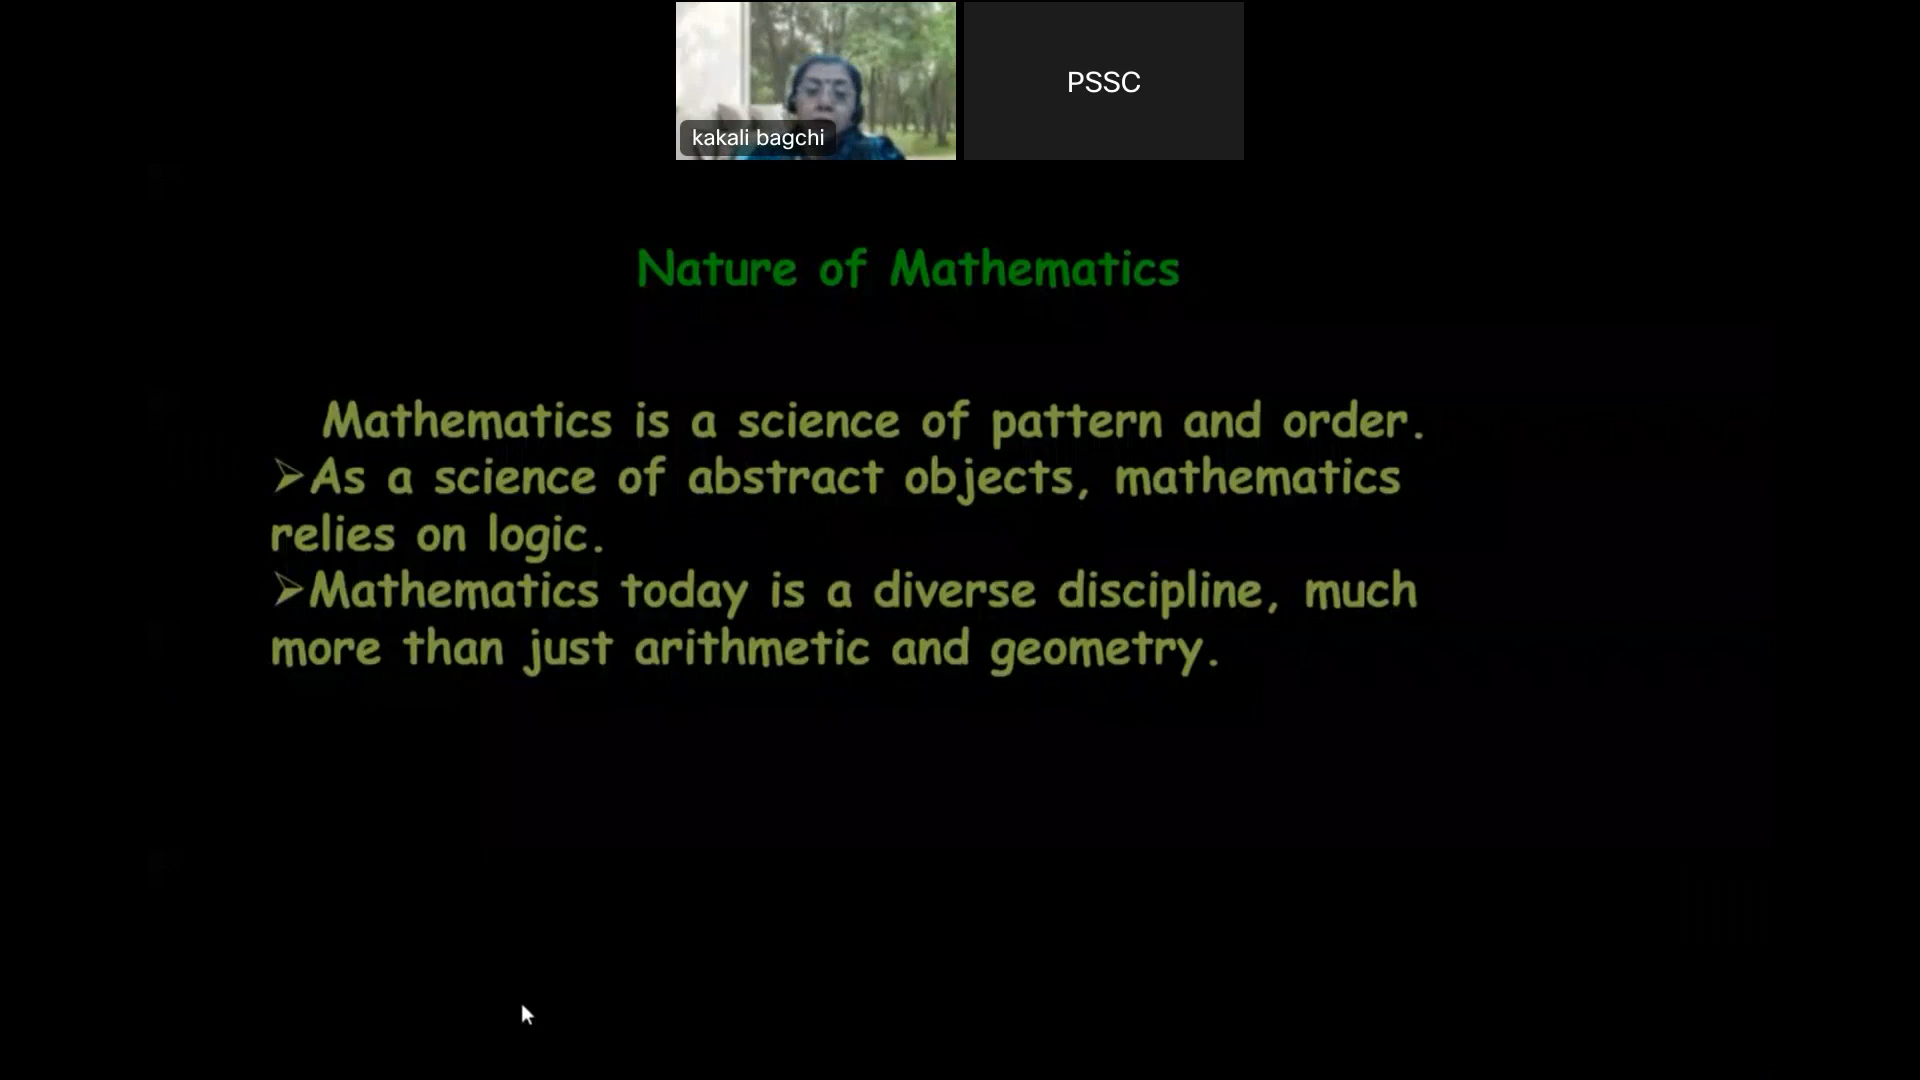 kakali bagchi
PSSC
Nature of Mathematics
Mathematics is a science of pattern and order.
➢As a science of abstract objects, mathematics
relies on logic.
➢Mathematics today is a diverse discipline, much
more than just arithmetic and geometry.